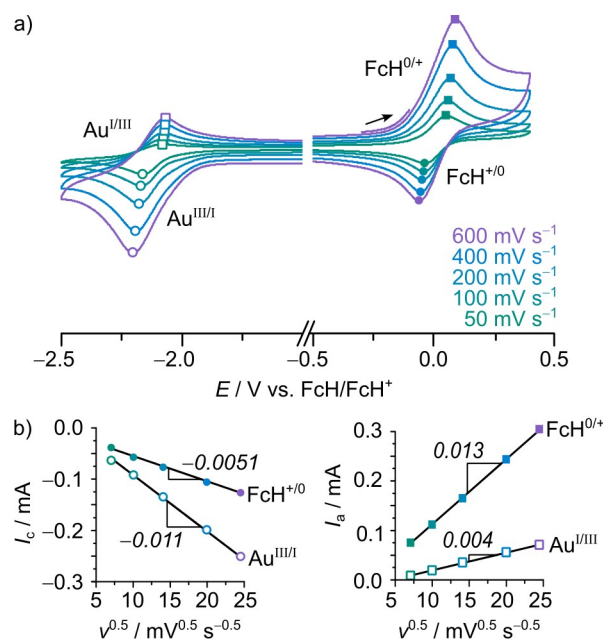 a)
FcH⁰/⁺
Auᴵ/ᴵᴵᴵ
FcH⁺/⁰
Auᴵᴵᴵ/ᴵ
600 mV s⁻¹
400 mV s⁻¹
200 mV s⁻¹
100 mV s⁻¹
50 mV s⁻¹
−2.5 −2.0 −0.5 0.0 0.5
E / V vs. FcH/FcH⁺
b)
0.0
−0.1
−0.2
−0.3
I_c / mA
−0.0051
FcH⁺/⁰
−0.011
Auᴵᴵᴵ/ᴵ
5 10 15 20 25
v⁰·⁵ / mV⁰·⁵ s⁻⁰·⁵
0.3
0.2
0.1
0.0
I_a / mA
FcH⁰/⁺
0.013
0.004
Auᴵ/ᴵᴵᴵ
5 10 15 20 25
v⁰·⁵ / mV⁰·⁵ s⁻⁰·⁵